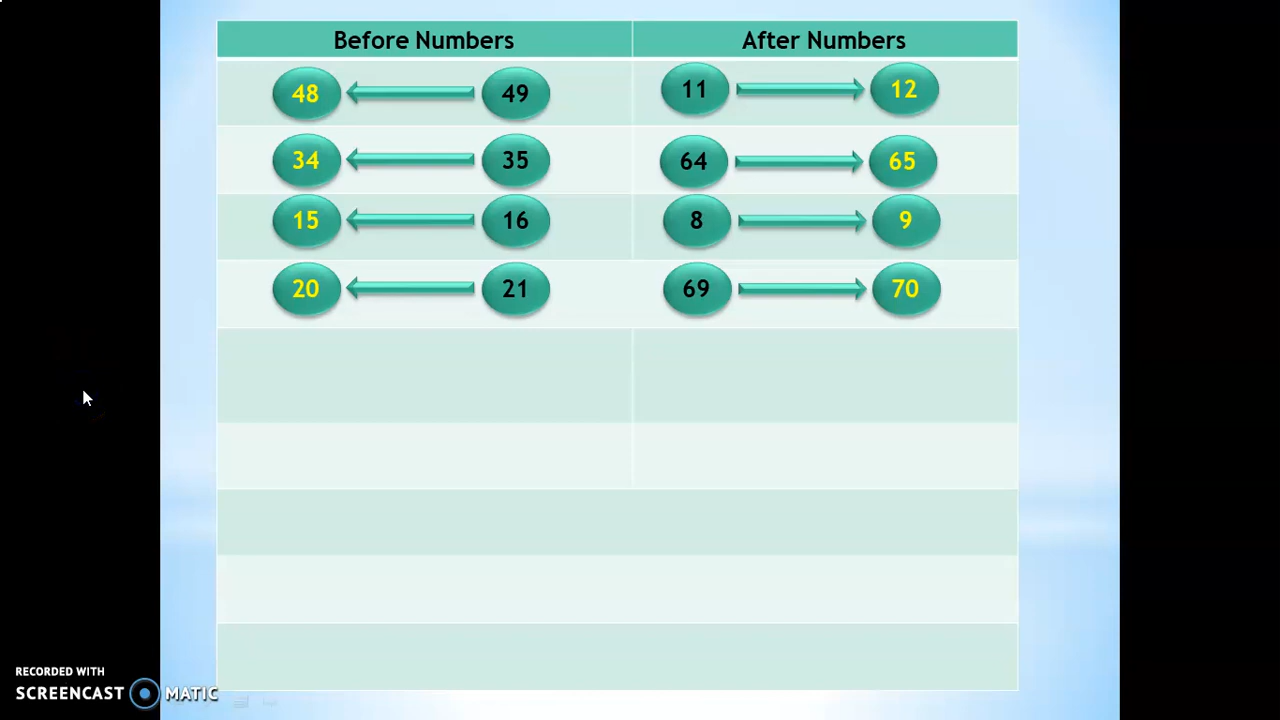 Before Numbers After Numbers
48 49 11 12
34 35 64 65
15 16 8 9
20 21 69 70
RECORDED WITH
SCREENCAST MATIC